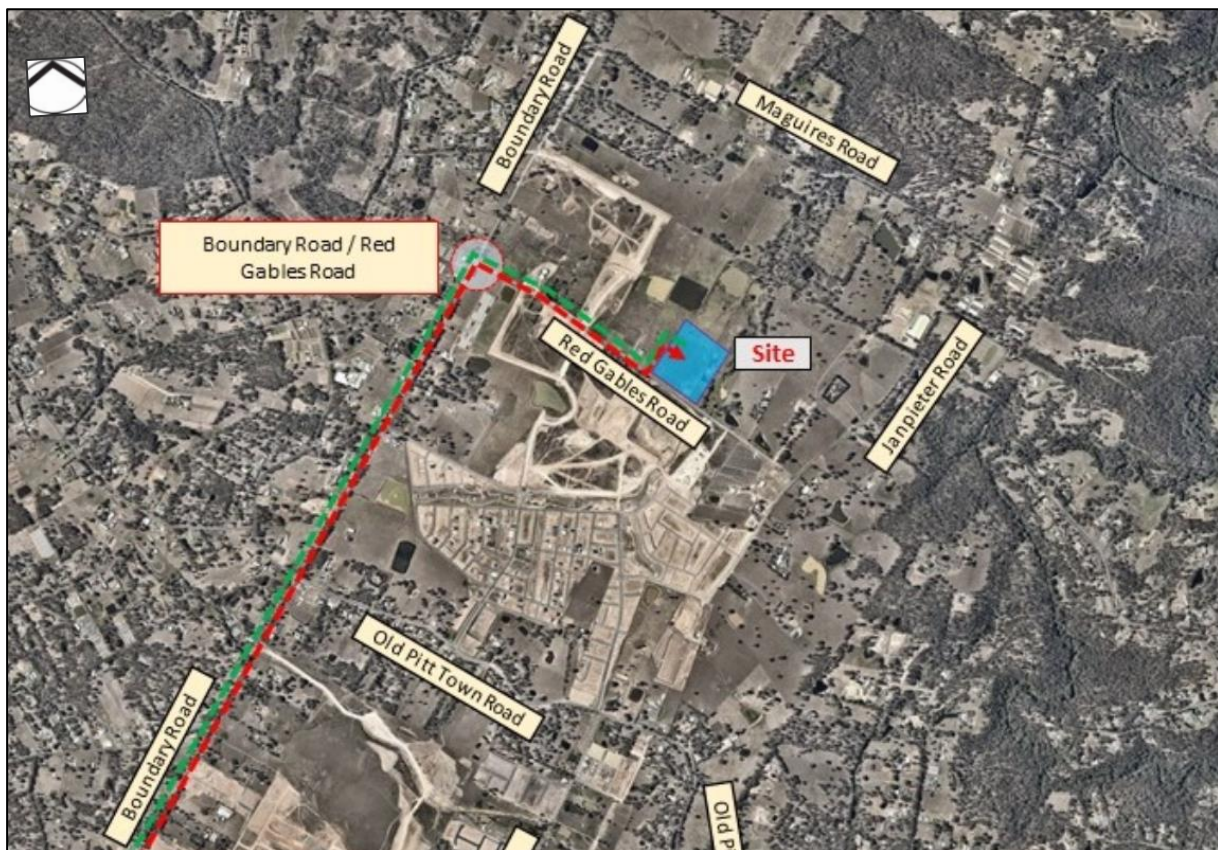 Boundary Road
Maguires Road
Boundary Road / Red
Gables Road
Red Gables Road
Site
Janpieter Road
Old Pitt Town Road
Boundary Road
Old